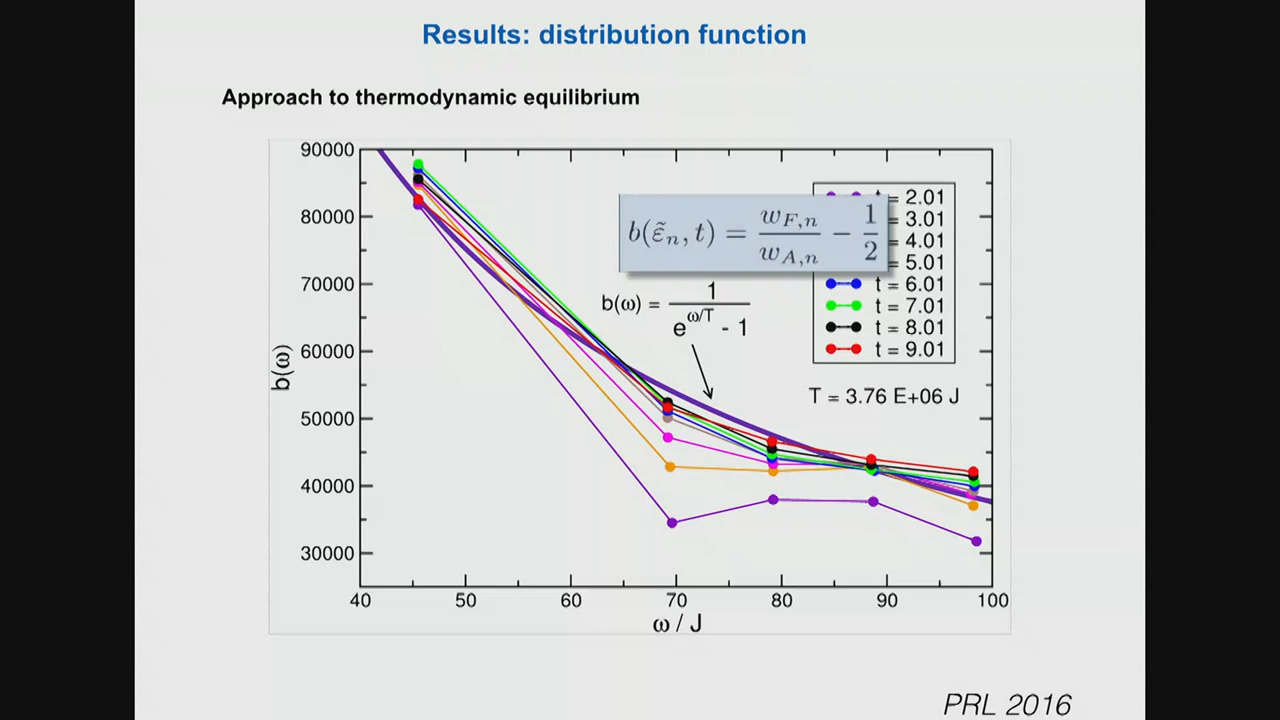 Results: distribution function
Approach to thermodynamic equilibrium
90000
80000
70000
60000
50000
40000
30000
b(ω)
40 50 60 70 80 90 100
ω / J
b(ε̃ₙ, t) = w_{F,n} / w_{A,n} − 1/2
b(ω) = 1 / (e^{ω/T} - 1)
t = 2.01
= 3.01
= 4.01
= 5.01
t = 6.01
t = 7.01
t = 8.01
t = 9.01
T = 3.76 E+06 J
PRL 2016